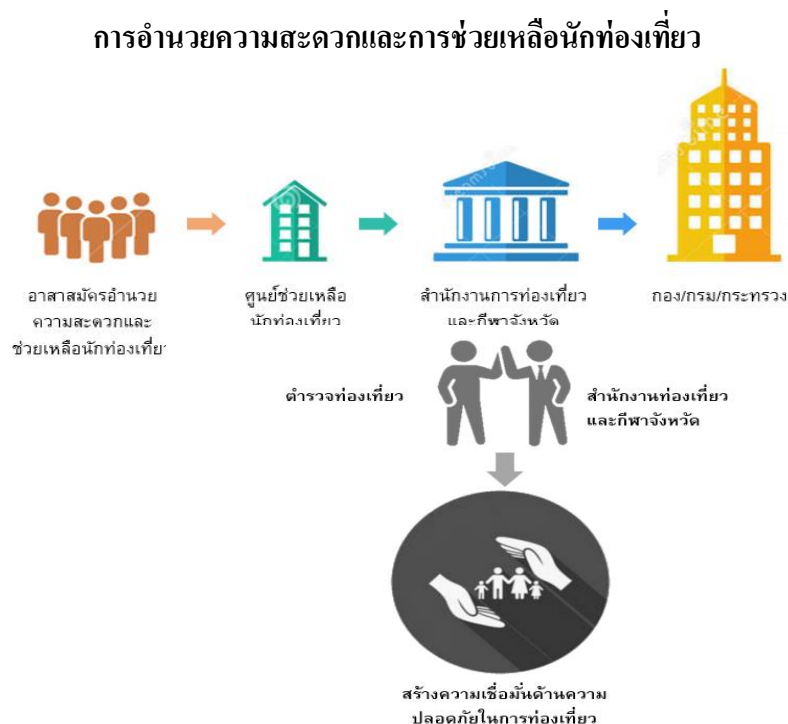 การอำนวยความสะดวกและการช่วยเหลือนักท่องเที่ยว
อาสาสมัครอำนวย
ความสะดวกและ
ช่วยเหลือนักท่องเที่ย
ศูนย์ช่วยเหลือ
นักท่องเที่ยว
สำนักงานการท่องเที่ยว
และกีฬาจังหวัด
กอง/กรม/กระทรวง
ตำรวจท่องเที่ยว
สำนักงานท่องเที่ยว
และกีฬาจังหวัด
สร้างความเชื่อมั่นด้านความ
ปลอดภัยในการท่องเที่ยว